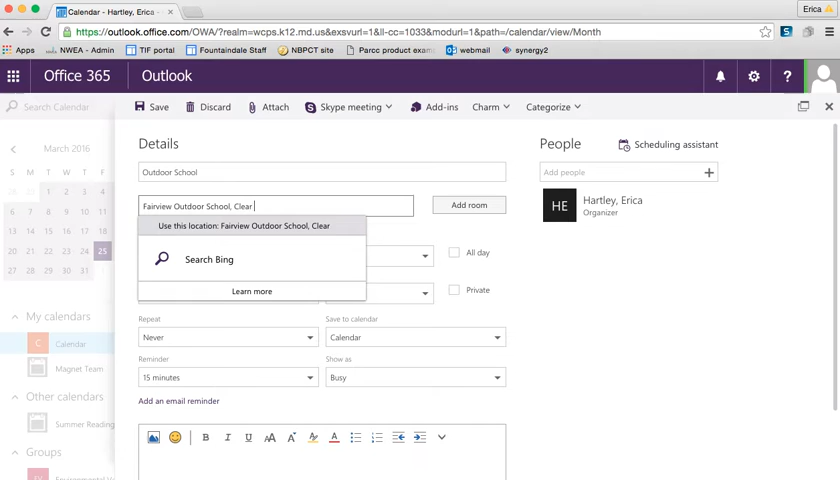 Calendar - Hartley, Erica -
Erica
https://outlook.office.com/OWA/?realm=wcps.k12.md.us&exsvurl=1&ll-cc=1033&modurl=1&path=/calendar/view/Month
Apps NWEA - Admin TIF portal Fountaindale Staff NBPCT site Parcc product exam webmail synergy2
Office 365 Outlook
Search Calendar
Save Discard Attach Skype meeting Add-ins Charm Categorize
March 2016
S M T W T F S
1 2 3 4 5
6 7 8 9 10 11 12
13 14 15 16 17 18 19
20 21 22 23 24 25 26
27 28 29 30 31
My calendars
C Calendar
Magnet Team
Other calendars
Summer Reading
Groups
Environmental
Details
Outdoor School
Fairview Outdoor School, Clear
Add room
Use this location: Fairview Outdoor School, Clear
Search Bing
Learn more
All day
Private
Repeat Save to calendar
Never Calendar
Reminder Show as
15 minutes Busy
Add an email reminder
B I U AA A A
People Scheduling assistant
Add people
HE Hartley, Erica
Organizer